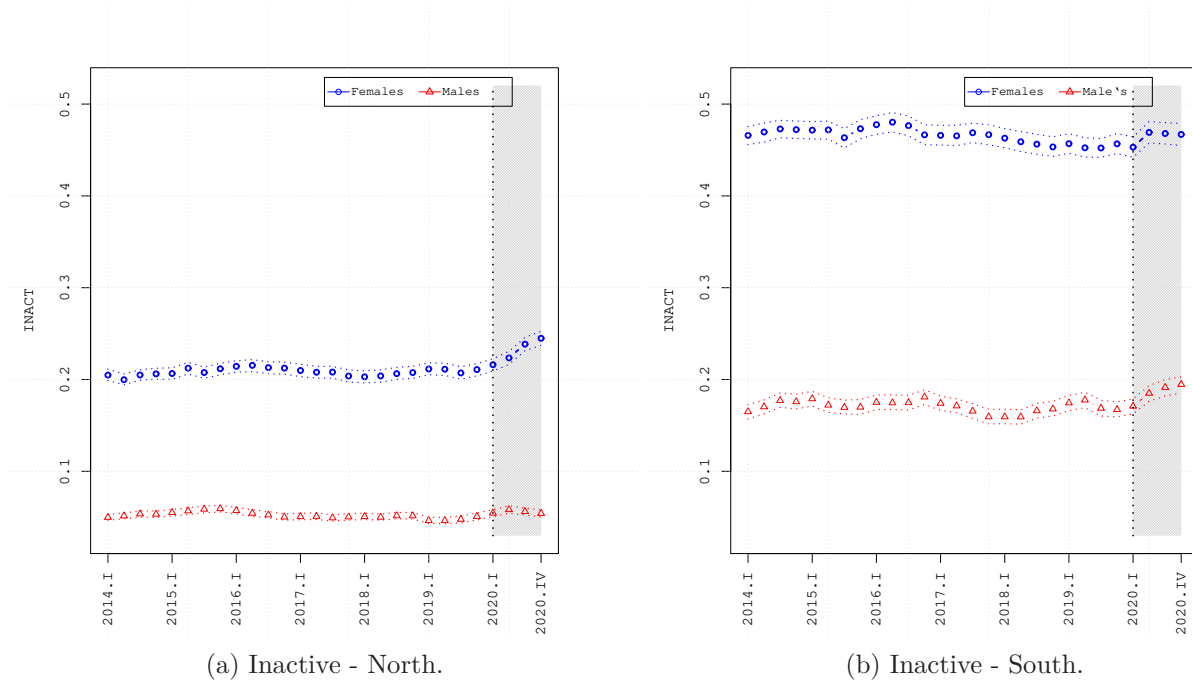 Females Males
INACT
0.5
0.4
0.3
0.2
0.1
2014.I 2015.I 2016.I 2017.I 2018.I 2019.I 2020.I 2020.IV
(a) Inactive - North.
Females Male's
INACT
0.5
0.4
0.3
0.2
0.1
2014.I 2015.I 2016.I 2017.I 2018.I 2019.I 2020.I 2020.IV
(b) Inactive - South.